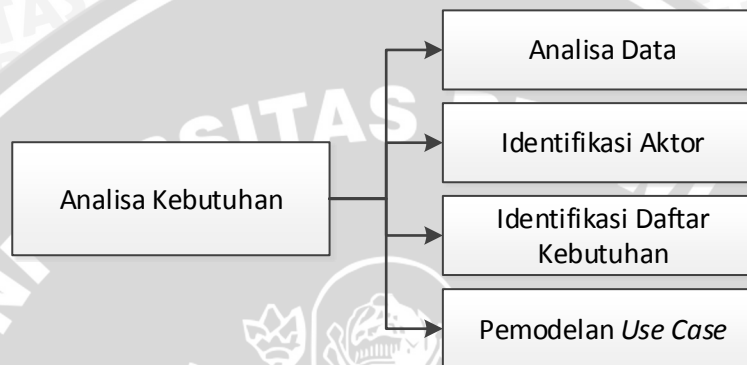 Analisa Data
Identifikasi Aktor
Analisa Kebutuhan
Identifikasi Daftar
Kebutuhan
Pemodelan Use Case